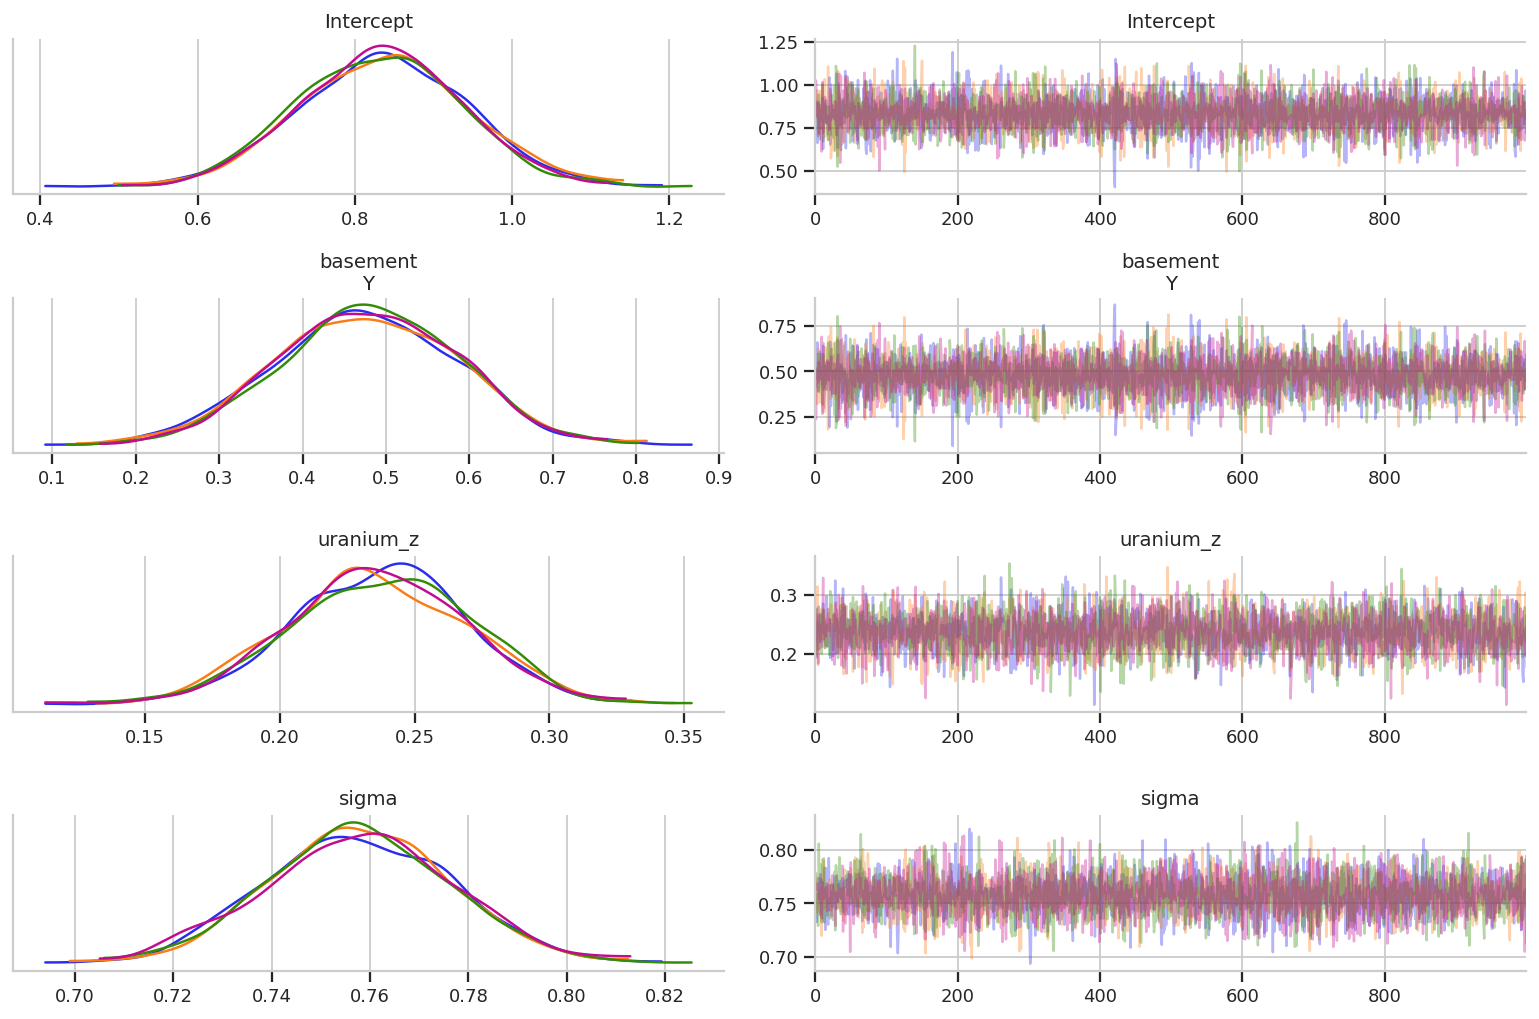 Intercept
0.4 0.6 0.8 1.0 1.2
Intercept
1.25
1.00
0.75
0.50
0 200 400 600 800
basement
Y
0.1 0.2 0.3 0.4 0.5 0.6 0.7 0.8 0.9
basement
Y
0.75
0.50
0.25
0 200 400 600 800
uranium_z
0.15 0.20 0.25 0.30 0.35
uranium_z
0.3
0.2
0 200 400 600 800
sigma
0.70 0.72 0.74 0.76 0.78 0.80 0.82
sigma
0.80
0.75
0.70
0 200 400 600 800